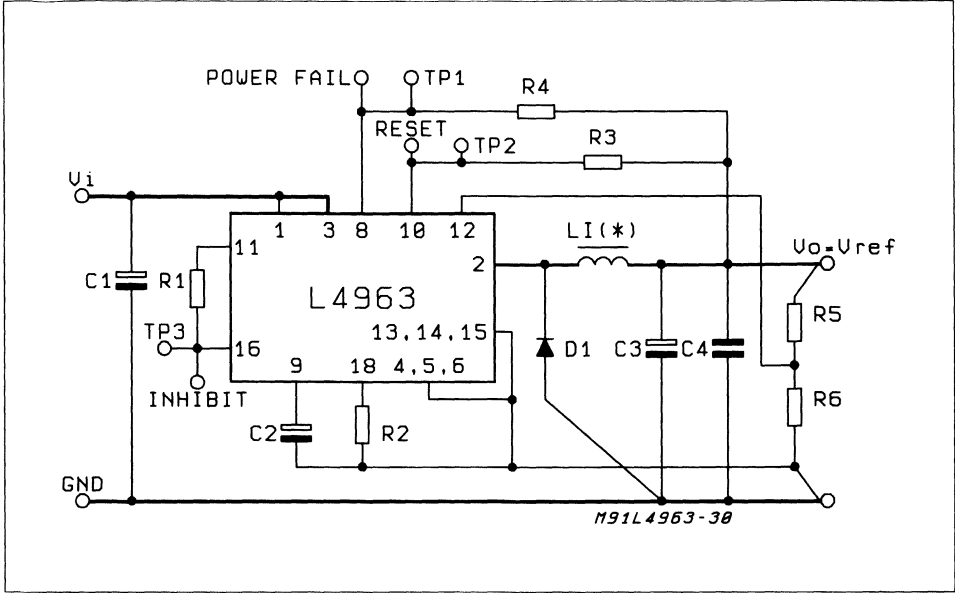 POWER FAIL
TP1
R4
RESET
TP2
R3
Vi
1
3
8
10
12
LI(*)
Vo=Vref
11
2
C1
R1
L4963
R5
13,14,15
TP3
16
D1
C3
C4
9
18
4,5,6
INHIBIT
R6
C2
R2
GND
M91L4963-30